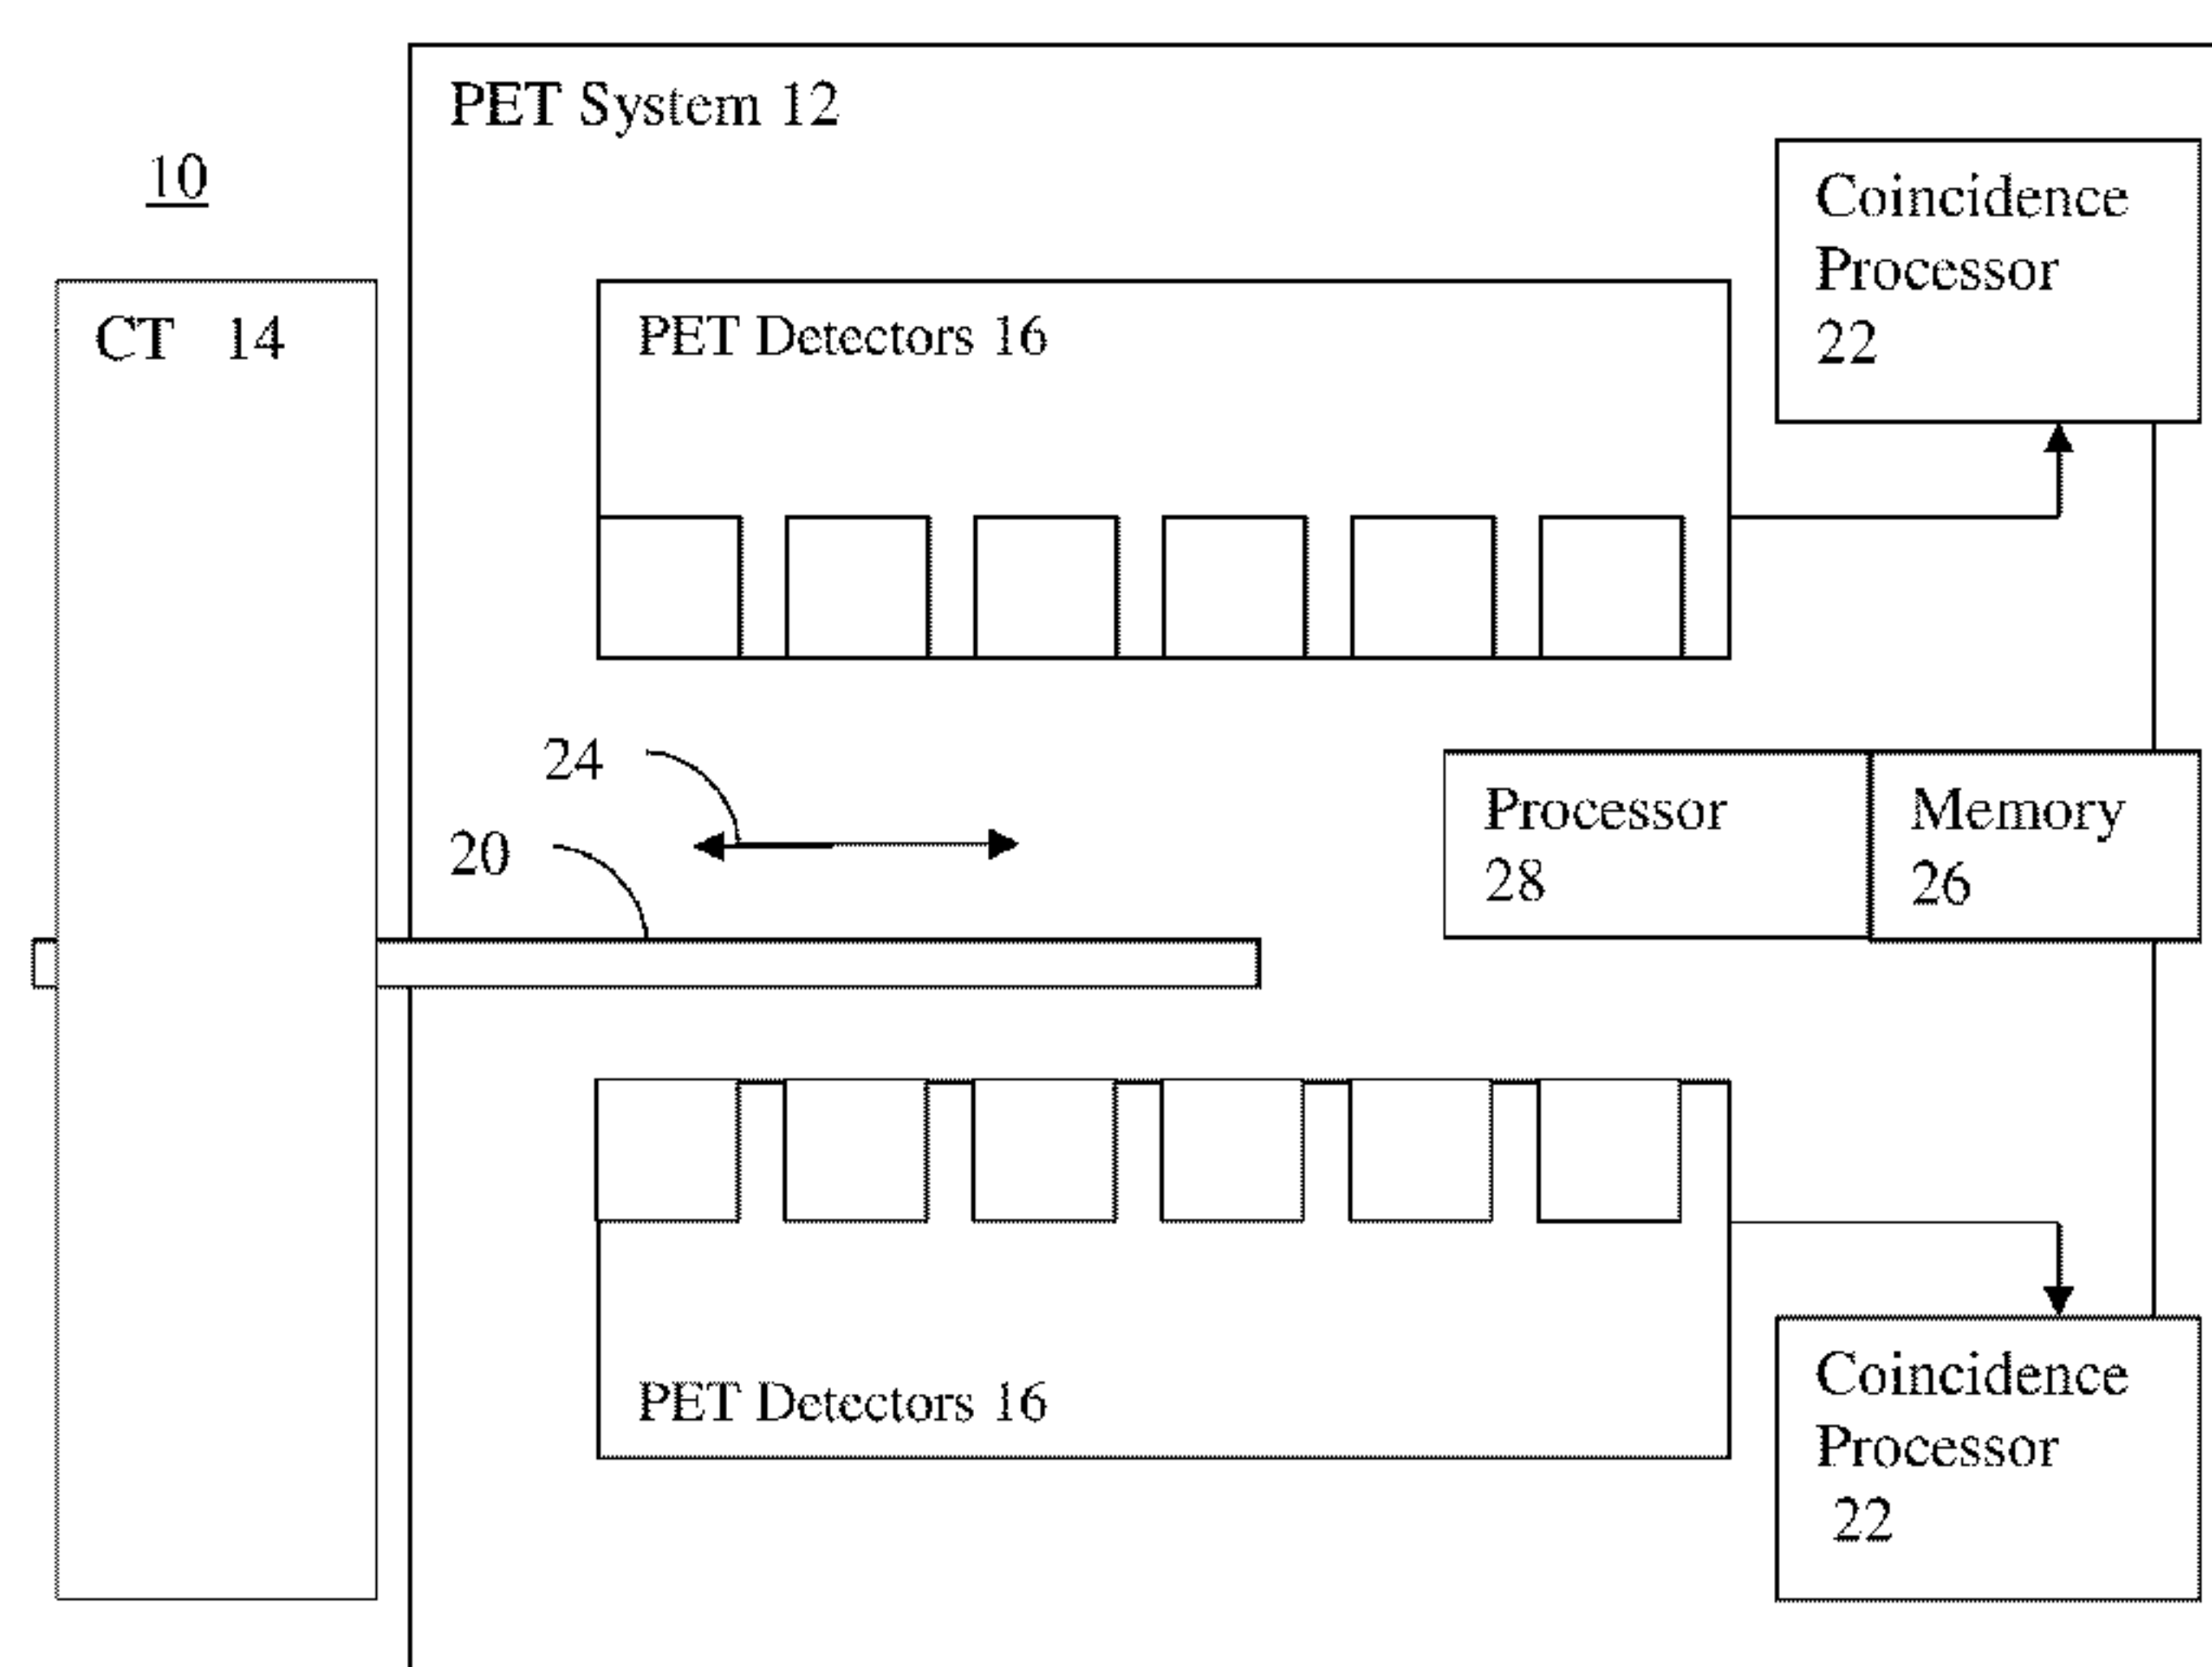 PET System 12
10
Coincidence
Processor
22
CT 14
PET Detectors 16
24
20
Processor
28
Memory
26
PET Detectors 16
Coincidence
Processor
22